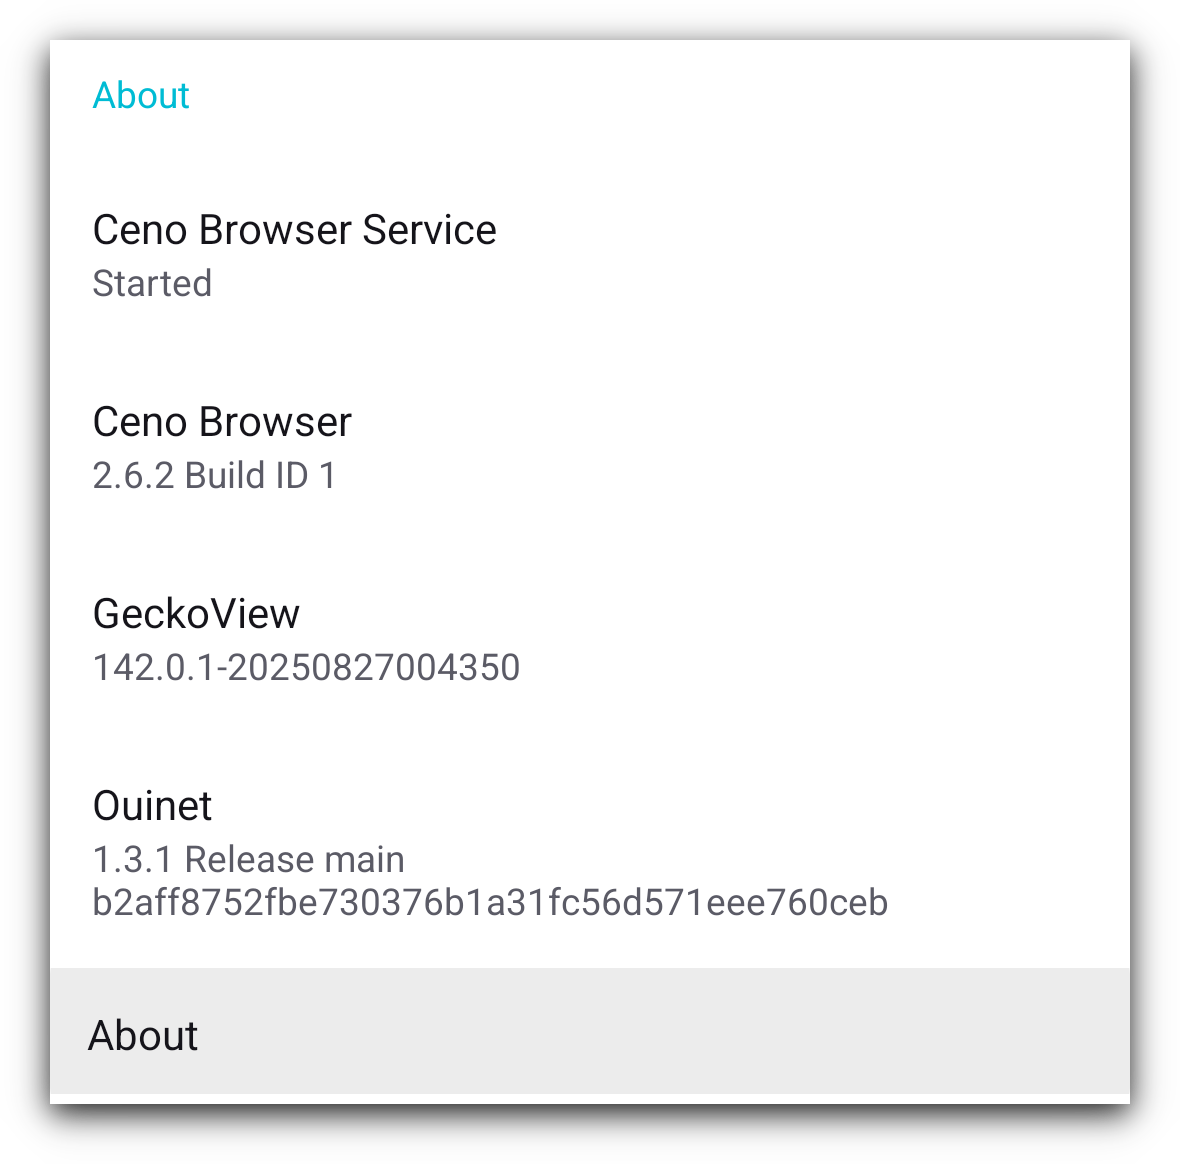 About
Ceno Browser Service
Started
Ceno Browser
2.6.2 Build ID 1
GeckoView
142.0.1-20250827004350
Ouinet
1.3.1 Release main
b2aff8752fbe730376b1a31fc56d571eee760ceb
About